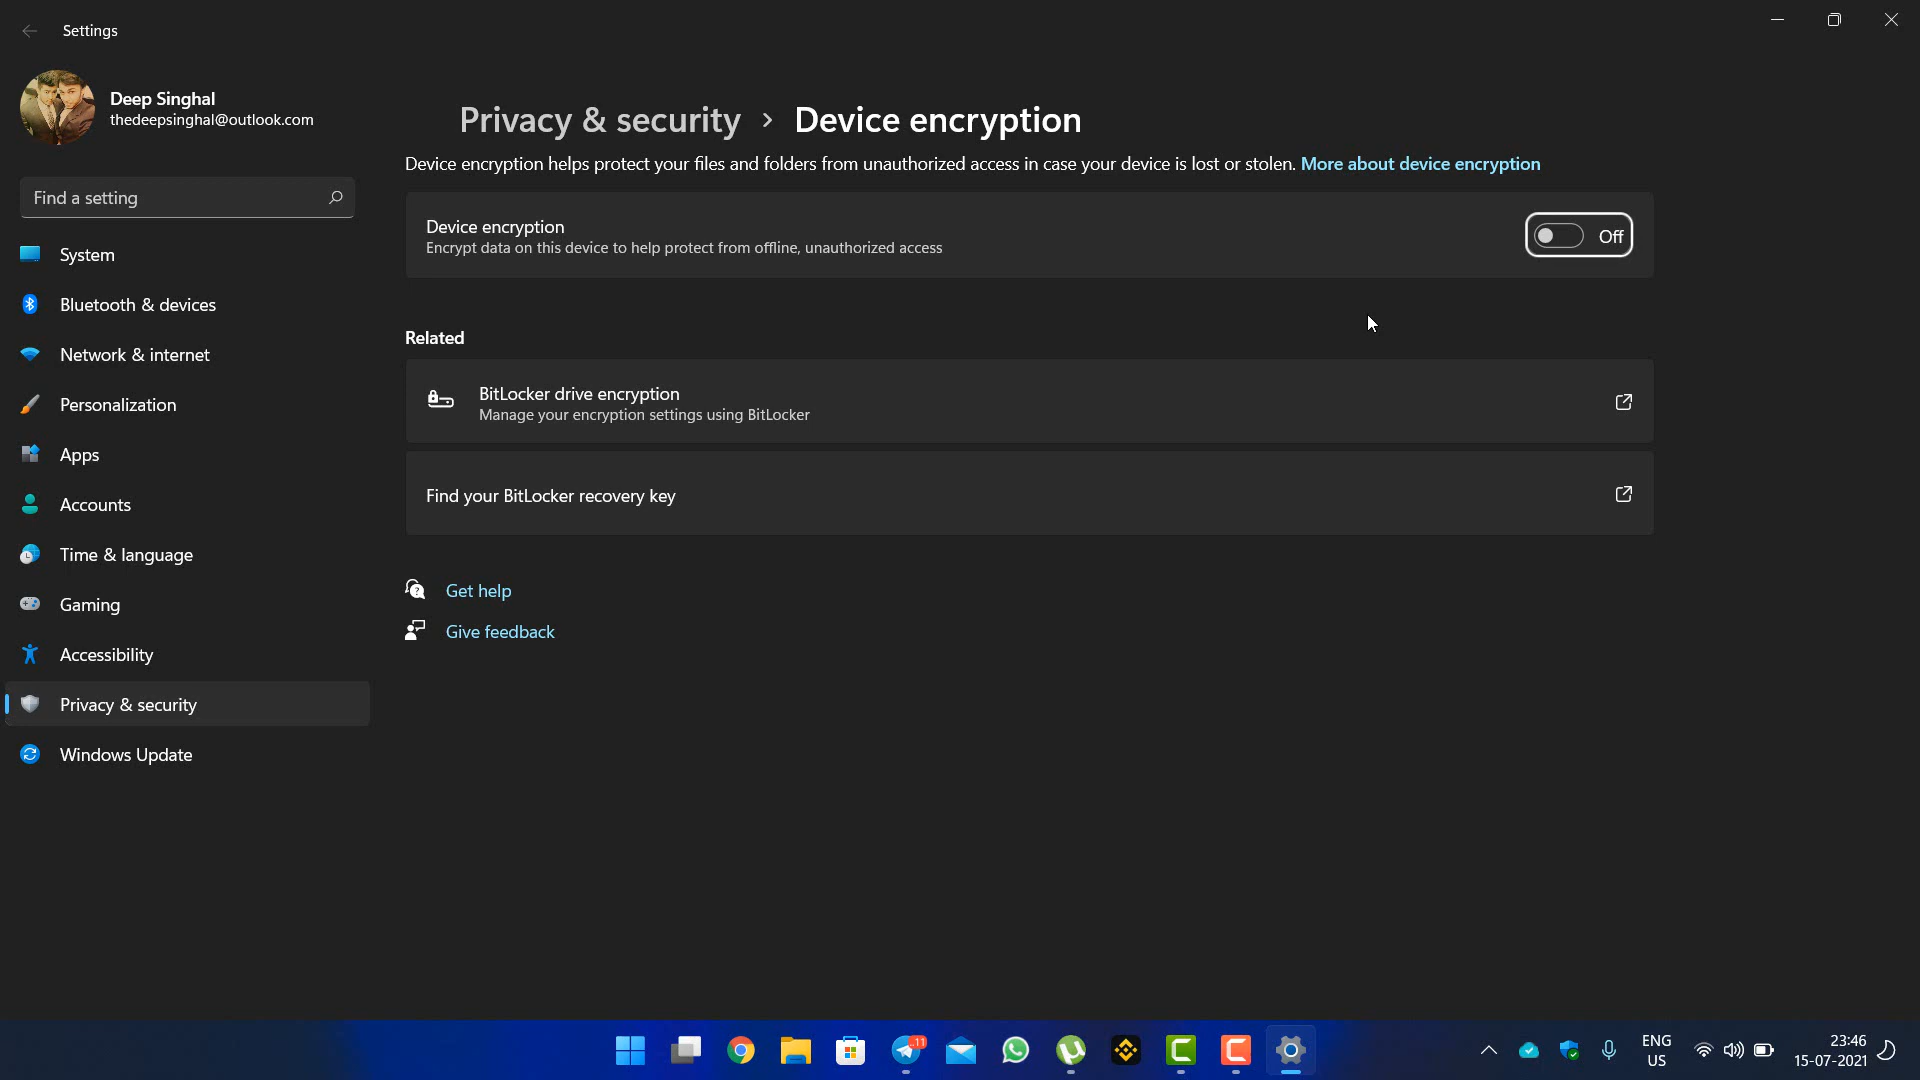 Settings
Deep Singhal
thedeepsinghal@outlook.com
Find a setting
System
Bluetooth & devices
Network & internet
Personalization
Apps
Accounts
Time & language
Gaming
Accessibility
Privacy & security
Windows Update
Privacy & security > Device encryption
Device encryption helps protect your files and folders from unauthorized access in case your device is lost or stolen. More about device encryption
Device encryption
Encrypt data on this device to help protect from offline, unauthorized access
Off
Related
BitLocker drive encryption
Manage your encryption settings using BitLocker
Find your BitLocker recovery key
Get help
Give feedback
11
ENG
US
23:46
15-07-2021